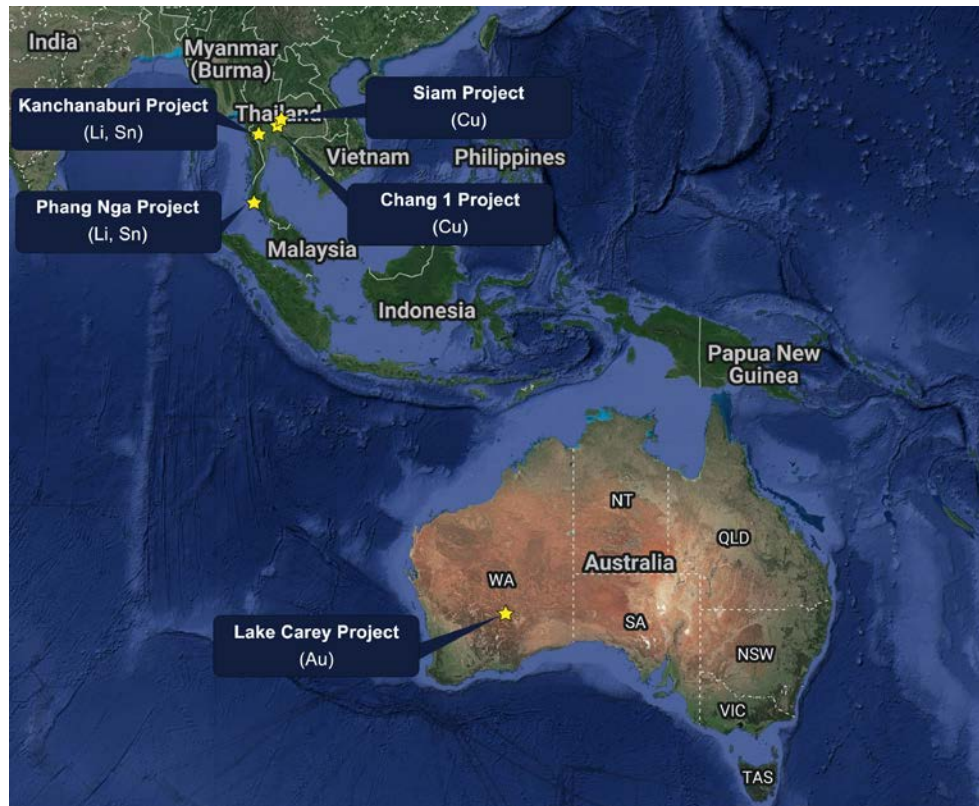 India
Myanmar
(Burma)
Kanchanaburi Project
(Li, Sn)
Thailand
Siam Project
(Cu)
Vietnam
Philippines
Phang Nga Project
(Li, Sn)
Chang 1 Project
(Cu)
Malaysia
Indonesia
Papua New
Guinea
NT
QLD
Australia
WA
Lake Carey Project
(Au)
SA
NSW
VIC
TAS